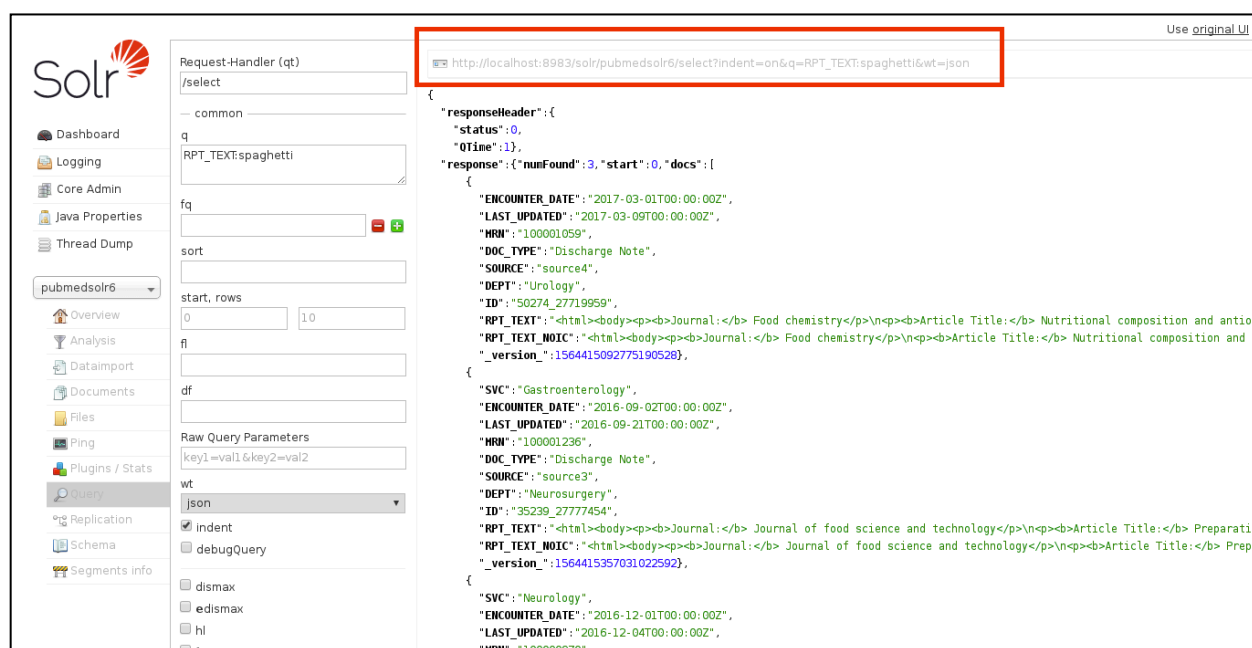 Use original UI
Solr
Dashboard
Logging
Core Admin
Java Properties
Thread Dump
pubmedsolr6
Overview
Analysis
Dataimport
Documents
Files
Ping
Plugins / Stats
Query
Replication
Schema
Segments info
Request-Handler (qt)
/select
common
q
RPT_TEXT:spaghetti
fq
sort
start, rows
0 10
fl
df
Raw Query Parameters
key1=val1&key2=val2
wt
json
indent
debugQuery
dismax
edismax
hl
http://localhost:8983/solr/pubmedsolr6/select?indent=on&q=RPT_TEXT:spaghetti&wt=json
{
"responseHeader":{
"status":0,
"QTime":1},
"response":{"numFound":3,"start":0,"docs":[
{
"ENCOUNTER_DATE":"2017-03-01T00:00:00Z",
"LAST_UPDATED":"2017-03-09T00:00:00Z",
"MRN":"100001059",
"DOC_TYPE":"Discharge Note",
"SOURCE":"source4",
"DEPT":"Urology",
"ID":"50274_27719959",
"RPT_TEXT":"<html><body><p><b>Journal:</b> Food chemistry</p>\n<p><b>Article Title:</b> Nutritional composition and antio
"RPT_TEXT_NOIC":"<html><body><p><b>Journal:</b> Food chemistry</p>\n<p><b>Article Title:</b> Nutritional composition and
"_version_":1564415092775190528},
{
"SVC":"Gastroenterology",
"ENCOUNTER_DATE":"2016-09-02T00:00:00Z",
"LAST_UPDATED":"2016-09-21T00:00:00Z",
"MRN":"100001236",
"DOC_TYPE":"Discharge Note",
"SOURCE":"source3",
"DEPT":"Neurosurgery",
"ID":"35239_27777454",
"RPT_TEXT":"<html><body><p><b>Journal:</b> Journal of food science and technology</p>\n<p><b>Article Title:</b> Preparati
"RPT_TEXT_NOIC":"<html><body><p><b>Journal:</b> Journal of food science and technology</p>\n<p><b>Article Title:</b> Prep
"_version_":1564415357031022592},
{
"SVC":"Neurology",
"ENCOUNTER_DATE":"2016-12-01T00:00:00Z",
"LAST_UPDATED":"2016-12-04T00:00:00Z",